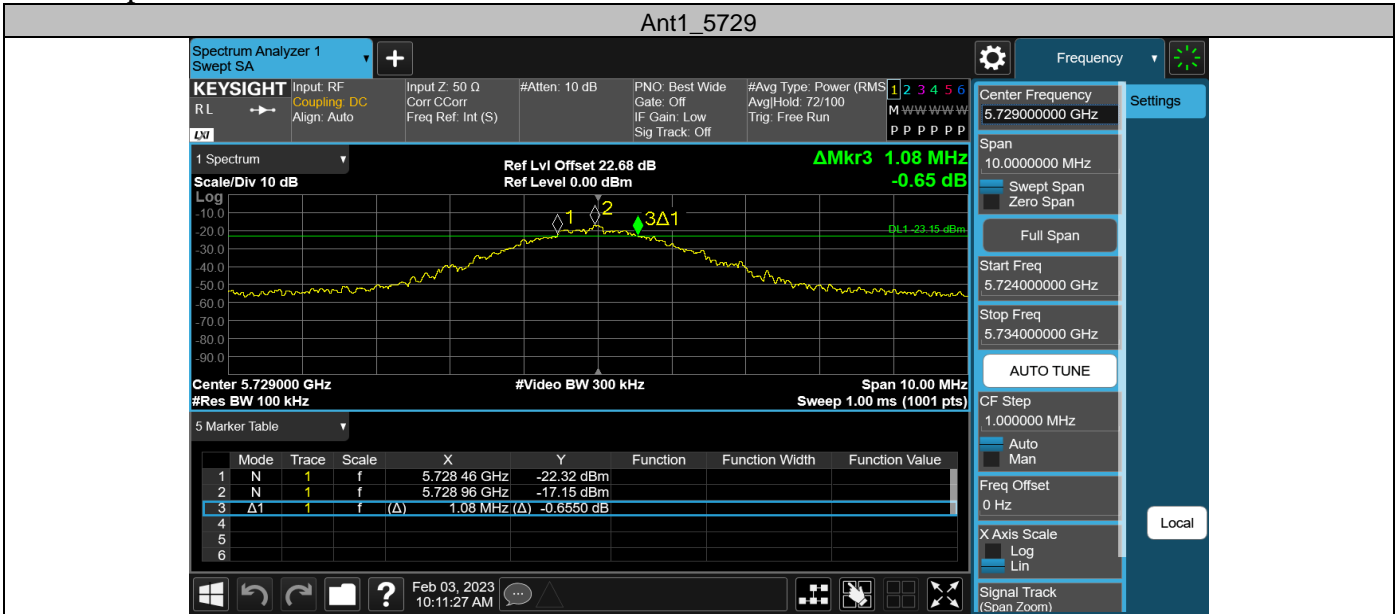 Ant1_5729
Spectrum Analyzer 1
Swept SA
+
Frequency
KEYSIGHT
RL
LXI
Input: RF
Coupling: DC
Align: Auto
Input Z: 50 Ω
Corr CCorr
Freq Ref: Int (S)
#Atten: 10 dB
PNO: Best Wide
Gate: Off
IF Gain: Low
Sig Track: Off
#Avg Type: Power (RMS
Avg|Hold: 72/100
Trig: Free Run
1 2 3 4 5 6
M W W W W W
P P P P P P
1 Spectrum
Scale/Div 10 dB
Ref Lvl Offset 22.68 dB
Ref Level 0.00 dBm
ΔMkr3 1.08 MHz
-0.65 dB
Log
-10.0
-20.0
-30.0
-40.0
-50.0
-60.0
-70.0
-80.0
-90.0
1
2
3Δ1
DL1 -23.15 dBm
Center 5.729000 GHz
#Video BW 300 kHz
Span 10.00 MHz
#Res BW 100 kHz
Sweep 1.00 ms (1001 pts)
5 Marker Table
Mode Trace Scale X Y Function Function Width Function Value
1 N 1 f 5.728 46 GHz -22.32 dBm
2 N 1 f 5.728 96 GHz -17.15 dBm
3 Δ1 1 f (Δ) 1.08 MHz (Δ) -0.6550 dB
4
5
6
?
Feb 03, 2023
10:11:27 AM
Center Frequency
5.729000000 GHz
Settings
Span
10.0000000 MHz
Swept Span
Zero Span
Full Span
Start Freq
5.724000000 GHz
Stop Freq
5.734000000 GHz
AUTO TUNE
CF Step
1.000000 MHz
Auto
Man
Freq Offset
0 Hz
Local
X Axis Scale
Log
Lin
Signal Track
(Span Zoom)